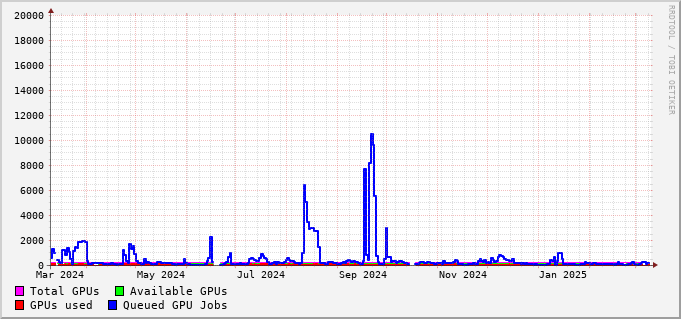 20000
18000
16000
14000
12000
10000
8000
6000
4000
2000
0
Mar 2024 May 2024 Jul 2024 Sep 2024 Nov 2024 Jan 2025
Total GPUs Available GPUs
GPUs used Queued GPU Jobs
RRDTOOL / TOBI OETIKER